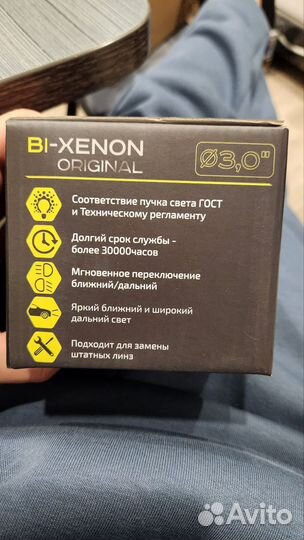 BI-XENON
ORIGINAL
Ø3,0"
Соответствие пучка света ГОСТ
и Техническому регламенту
Долгий срок службы -
более 30000часов
Мгновенное переключение
ближний/дальний
Яркий ближний и широкий
дальний свет
Подходит для замены
штатных линз
Avito